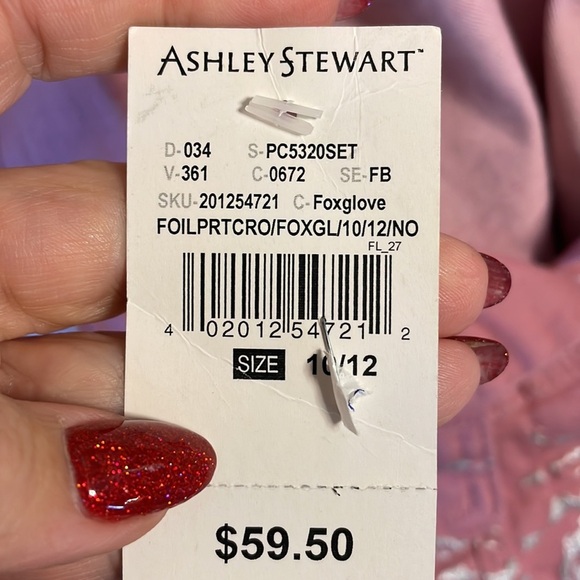 ASHLEY STEWART™
D-034 S-PC5320SET
V-361 C-0672 SE-FB
SKU-201254721 C-Foxglove
FOILPRTCRO/FOXGL/10/12/NO
FL_27
4 02012 54721 2
SIZE 10/12
$59.50